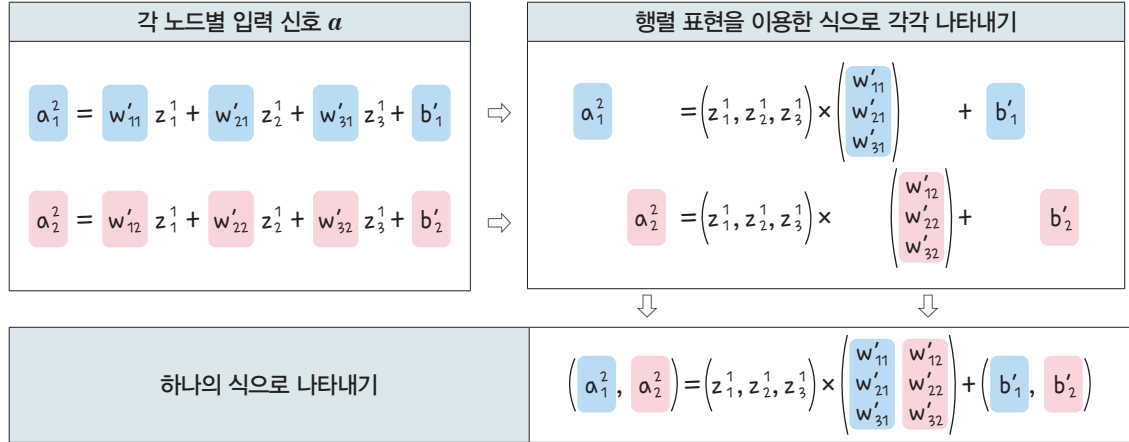 각 노드별 입력 신호 a
a²₁ = w′₁₁ z¹₁ + w′₂₁ z¹₂ + w′₃₁ z¹₃ + b′₁
a²₂ = w′₁₂ z¹₁ + w′₂₂ z¹₂ + w′₃₂ z¹₃ + b′₂
행렬 표현을 이용한 식으로 각각 나타내기
w′₁₁
a²₁ = (z¹₁, z¹₂, z¹₃) × ( w′₂₁ ) + b′₁
w′₃₁
w′₁₂
a²₂ = (z¹₁, z¹₂, z¹₃) × ( w′₂₂ ) + b′₂
w′₃₂
하나의 식으로 나타내기
w′₁₁ w′₁₂
(a²₁, a²₂) = (z¹₁, z¹₂, z¹₃) × ( w′₂₁ w′₂₂ ) + (b′₁, b′₂)
w′₃₁ w′₃₂